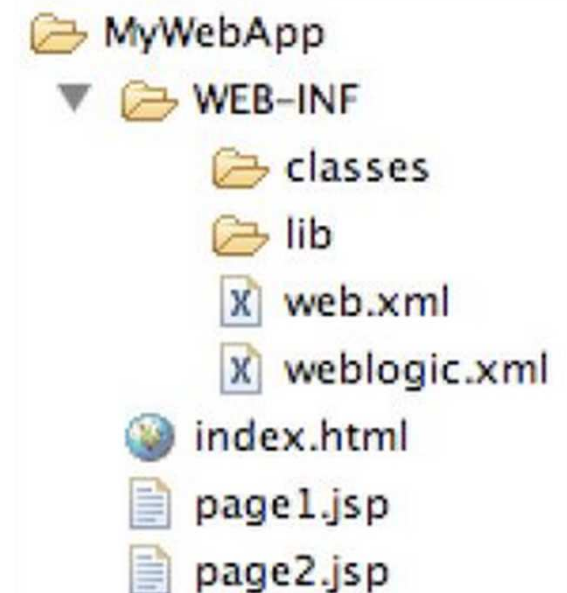 MyWebApp
WEB-INF
classes
lib
web.xml
weblogic.xml
index.html
page1.jsp
page2.jsp